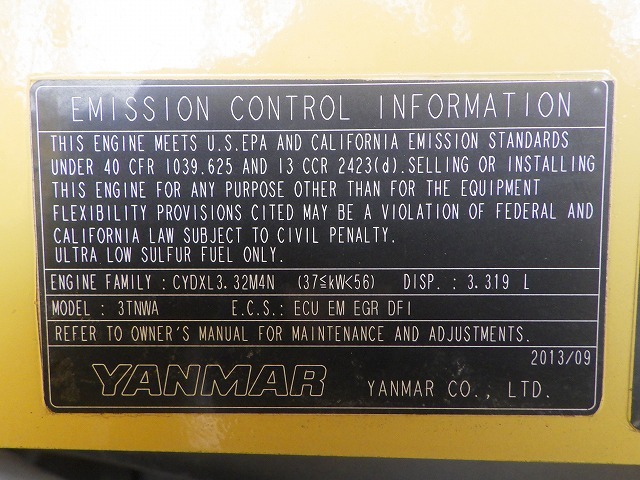 EMISSION CONTROL INFORMATION
THIS ENGINE MEETS U.S.EPA AND CALIFORNIA EMISSION STANDARDS
UNDER 40 CFR 1039.625 AND 13 CCR 2423(d).SELLING OR INSTALLING
THIS ENGINE FOR ANY PURPOSE OTHER THAN FOR THE EQUIPMENT
FLEXIBILITY PROVISIONS CITED MAY BE A VIOLATION OF FEDERAL AND
CALIFORNIA LAW SUBJECT TO CIVIL PENALTY.
ULTRA LOW SULFUR FUEL ONLY.
ENGINE FAMILY : CYDXL3.32M4N (37≦kW<56) DISP. : 3.319 L
MODEL : 3TNWA E.C.S.: ECU EM EGR DFI
REFER TO OWNER'S MANUAL FOR MAINTENANCE AND ADJUSTMENTS.
2013/09
YANMAR YANMAR CO., LTD.